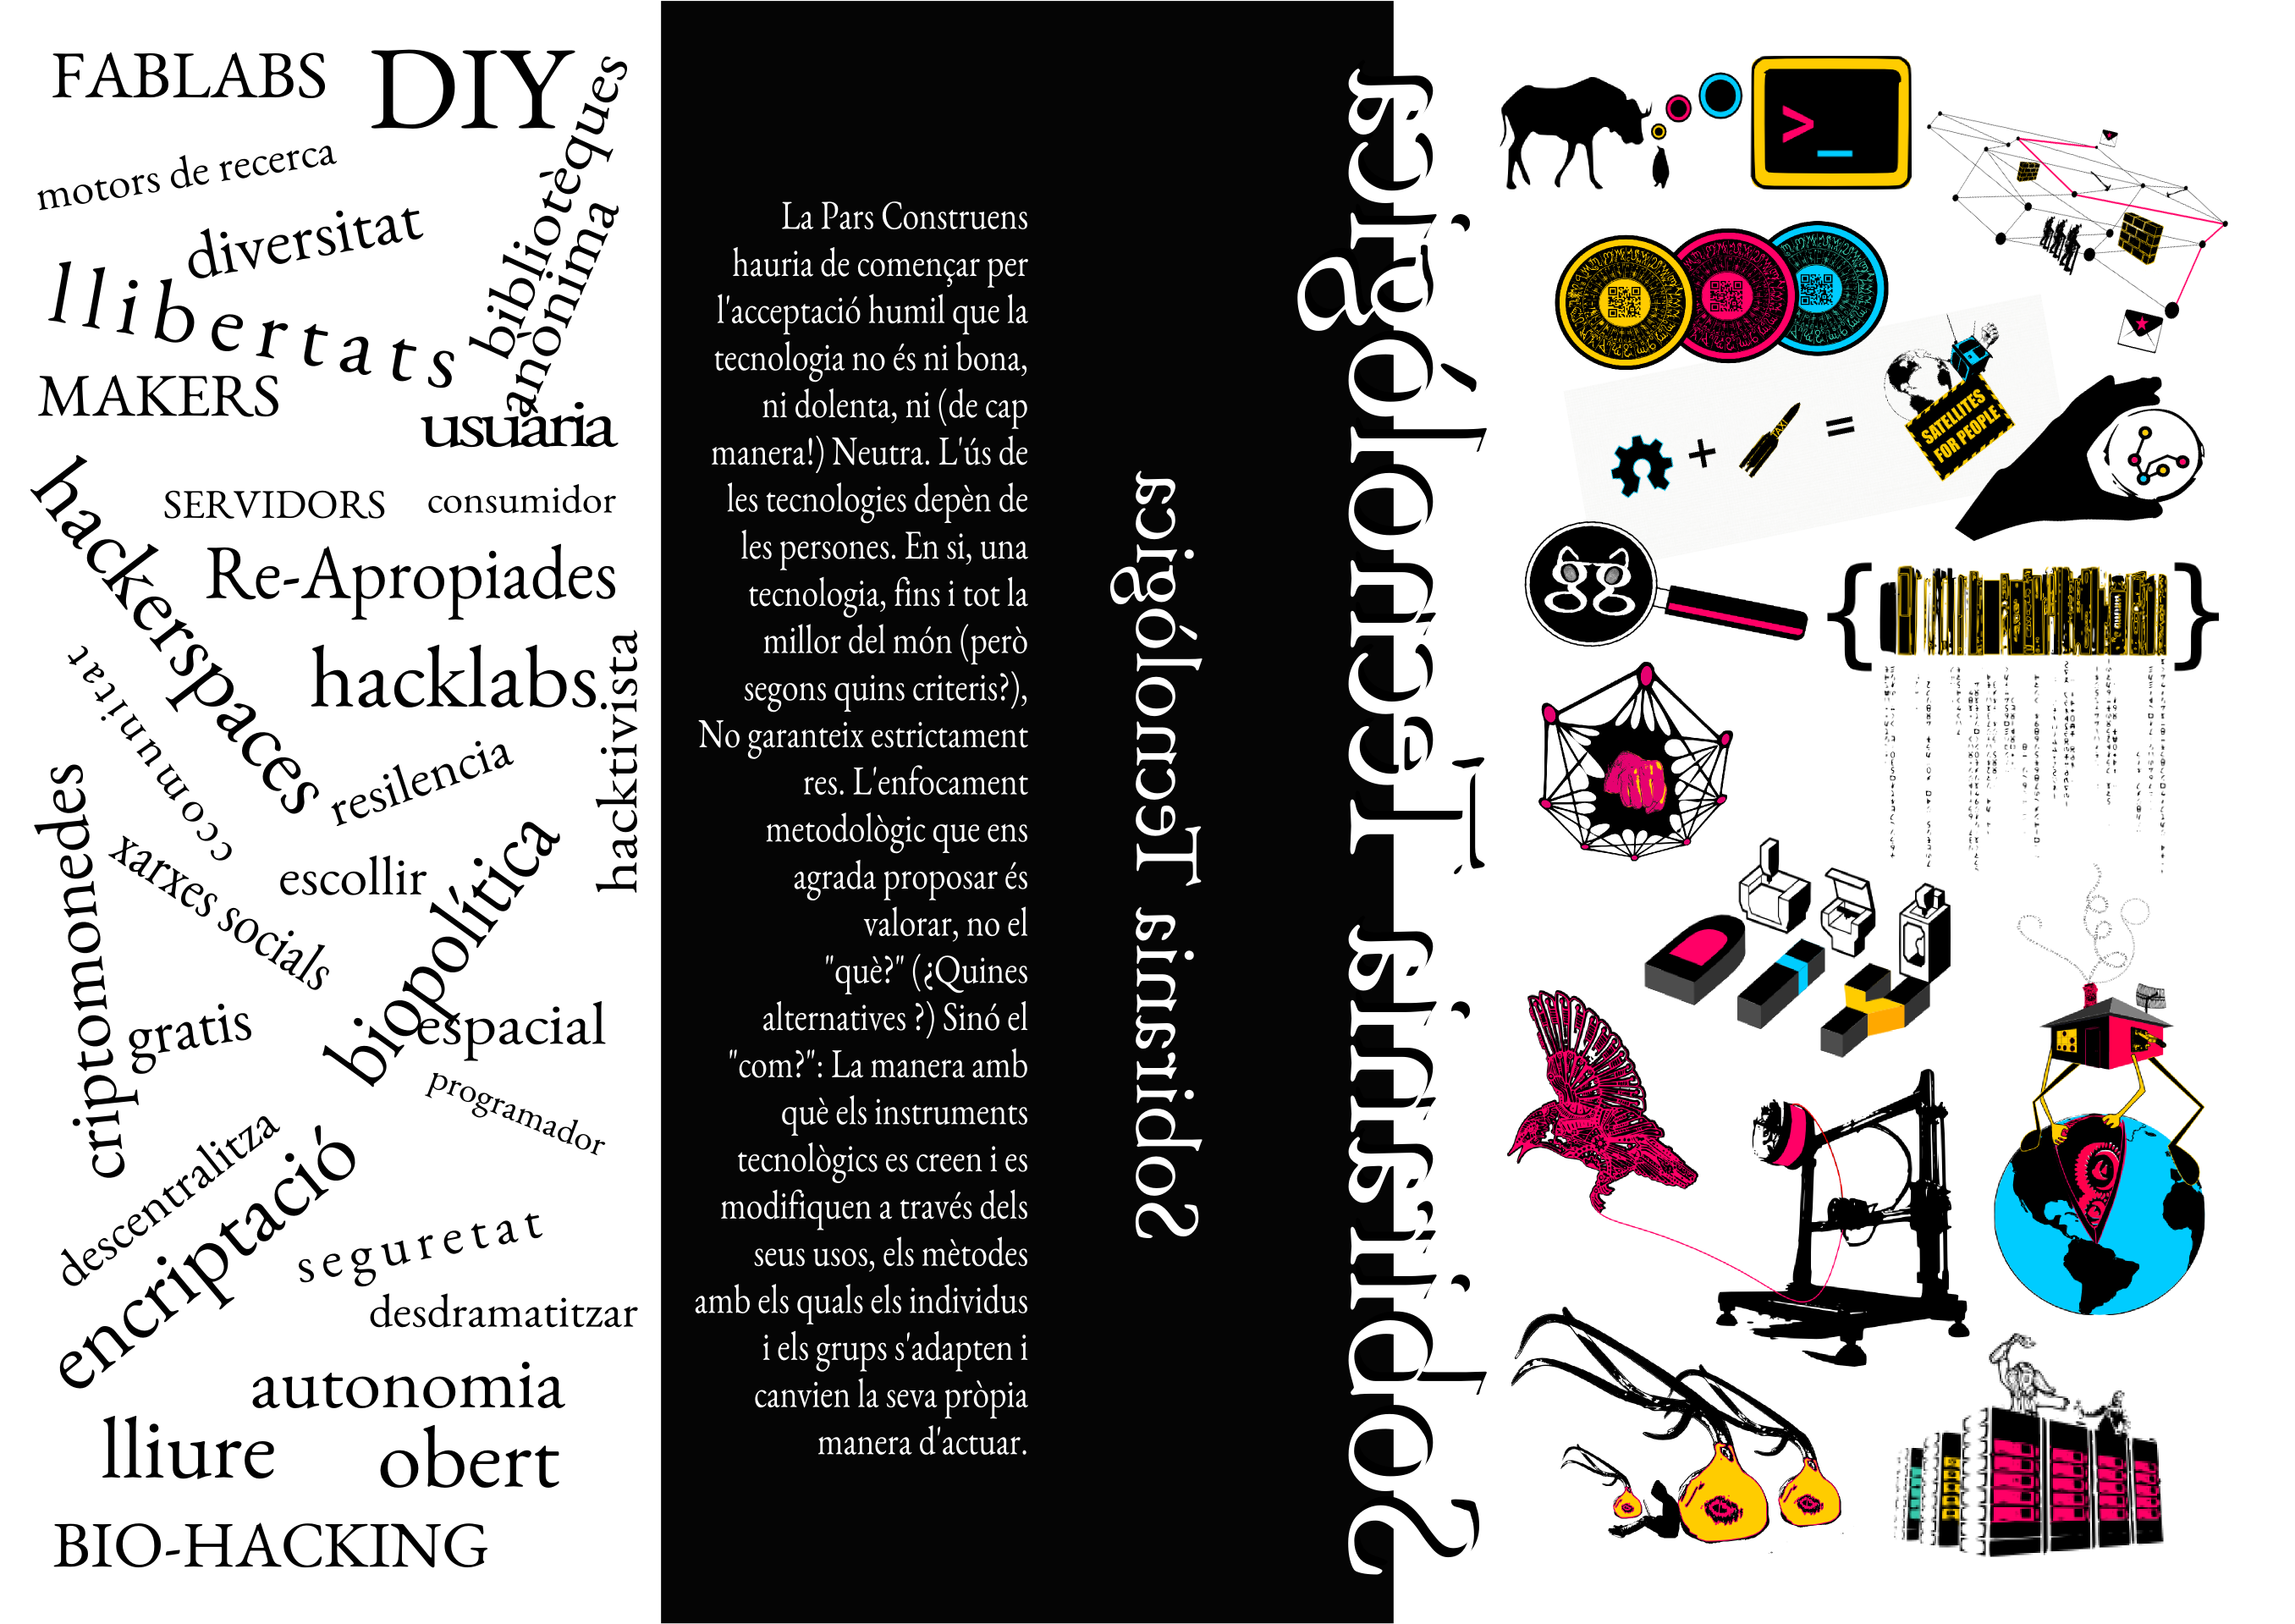 FABLABS
DIY
motors de recerca
biblioteques
diversitat
anònima
llibertats
MAKERS
usuaria
hackerspaces
SERVIDORS
consumidor
Re-Apropiades
hacklabs
ccomunitat
hacktivista
resilencia
criptomonedes
xarxes socials
escollir
biopolítica
gratis
espacial
programador
descentralitza
encriptació
seguretat
desdramatitzar
autonomia
lliure
obert
BIO-HACKING
La Pars Construens
hauria de començar per
l'acceptació humil que la
tecnologia no és ni bona,
ni dolenta, ni (de cap
manera!) Neutra. L'ús de
les tecnologies depèn de
les persones. En si, una
tecnologia, fins i tot la
millor del món (però
segons quins criteris?),
No garanteix estrictament
res. L'enfocament
metodològic que ens
agrada proposar és
valorar, no el
"què?" (¿Quines
alternatives ?) Sinó el
"com?": La manera amb
què els instruments
tecnològics es creen i es
modifiquen a través dels
seus usos, els mètodes
amb els quals els individus
i els grups s'adapten i
canvien la seva pròpia
manera d'actuar.
Sobirania Tecnológica
Sobirania Tecnológica
>_
TAXI
+
=
SATELLITES
FOR PEOPLE
{ }
DIY